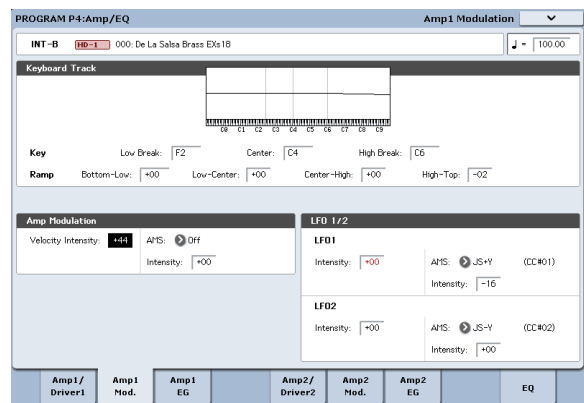 PROGRAM P4:Amp/EQ Amp1 Modulation
INT-B HD-1 000: De La Salsa Brass EXs18 ♩ = 100.00
Keyboard Track
C0 C1 C2 C3 C4 C5 C6 C7 C8 C9
Key Low Break: F2 Center: C4 High Break: C6
Ramp Bottom-Low: +00 Low-Center: +00 Center-High: +00 High-Top: -02
Amp Modulation LFO 1/2
Velocity Intensity: +44 AMS: Off LFO1
Intensity: +00 Intensity: +00 AMS: JS+Y (CC#01)
Intensity: -16
LFO2
Intensity: +00 AMS: JS-Y (CC#02)
Intensity: +00
Amp1/ Driver1 Amp1 Mod. Amp1 EG Amp2/ Driver2 Amp2 Mod. Amp2 EG EQ